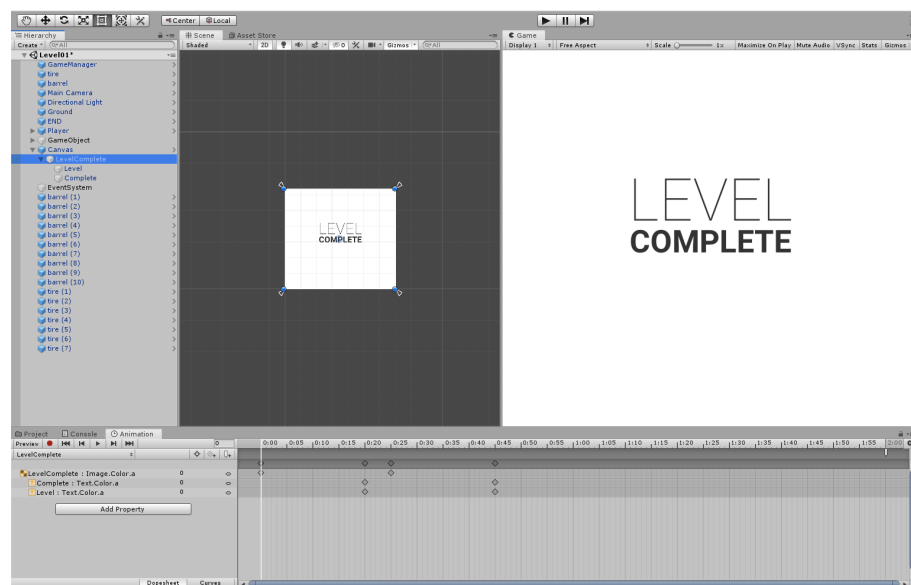 Center Local
Hierarchy
Create All
Level01*
GameManager
tire
barrel
Main Camera
Directional Light
Ground
END
Player
GameObject
Canvas
LevelComplete
Level
Complete
EventSystem
barrel (1)
barrel (2)
barrel (3)
barrel (4)
barrel (5)
barrel (6)
barrel (7)
barrel (8)
barrel (9)
barrel (10)
tire (1)
tire (2)
tire (3)
tire (4)
tire (5)
tire (6)
tire (7)
Scene Asset Store
Shaded 2D 0 Gizmos All
LEVEL
COMPLETE
Game
Display 1 Free Aspect Scale 1x Maximize On Play Mute Audio VSync Stats Gizmos
LEVEL
COMPLETE
Project Console Animation
Preview 0 0:00 0:05 0:10 0:15 0:20 0:25 0:30 0:35 0:40 0:45 0:50 0:55 1:00 1:05 1:10 1:15 1:20 1:25 1:30 1:35 1:40 1:45 1:50 1:55 2:00
LevelComplete
LevelComplete : Image.Color.a 0
Complete : Text.Color.a 0
Level : Text.Color.a 0
Add Property
Dopesheet Curves